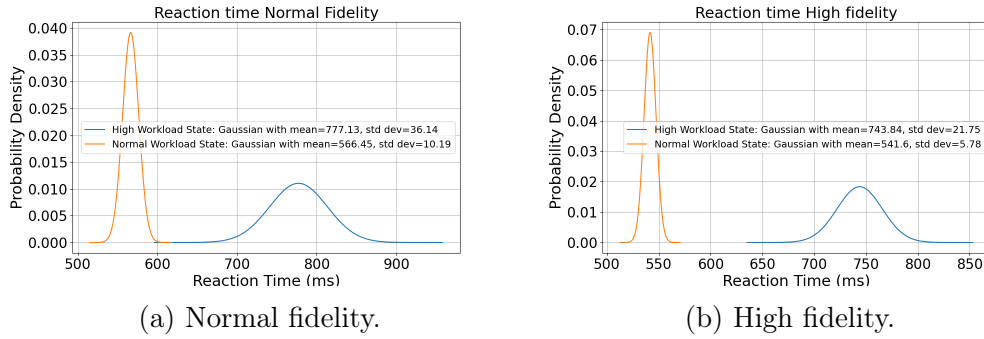 Reaction time Normal Fidelity
Probability Density
0.040
0.035
0.030
0.025
0.020
0.015
0.010
0.005
0.000
High Workload State: Gaussian with mean=777.13, std dev=36.14
Normal Workload State: Gaussian with mean=566.45, std dev=10.19
500 600 700 800 900
Reaction Time (ms)
(a) Normal fidelity.
Reaction time High fidelity
Probability Density
0.07
0.06
0.05
0.04
0.03
0.02
0.01
0.00
High Workload State: Gaussian with mean=743.84, std dev=21.75
Normal Workload State: Gaussian with mean=541.6, std dev=5.78
500 550 600 650 700 750 800 850
Reaction Time (ms)
(b) High fidelity.